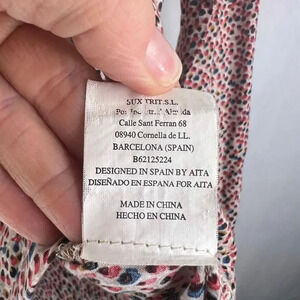 SUX TRIT.S.L.
Calle Sant Ferran 68
08940 Cornella de LL.
BARCELONA (SPAIN)
B62125224
DESIGNED IN SPAIN BY AITA
DISEÑADO EN ESPANA FOR AITA
MADE IN CHINA
HECHO EN CHINA